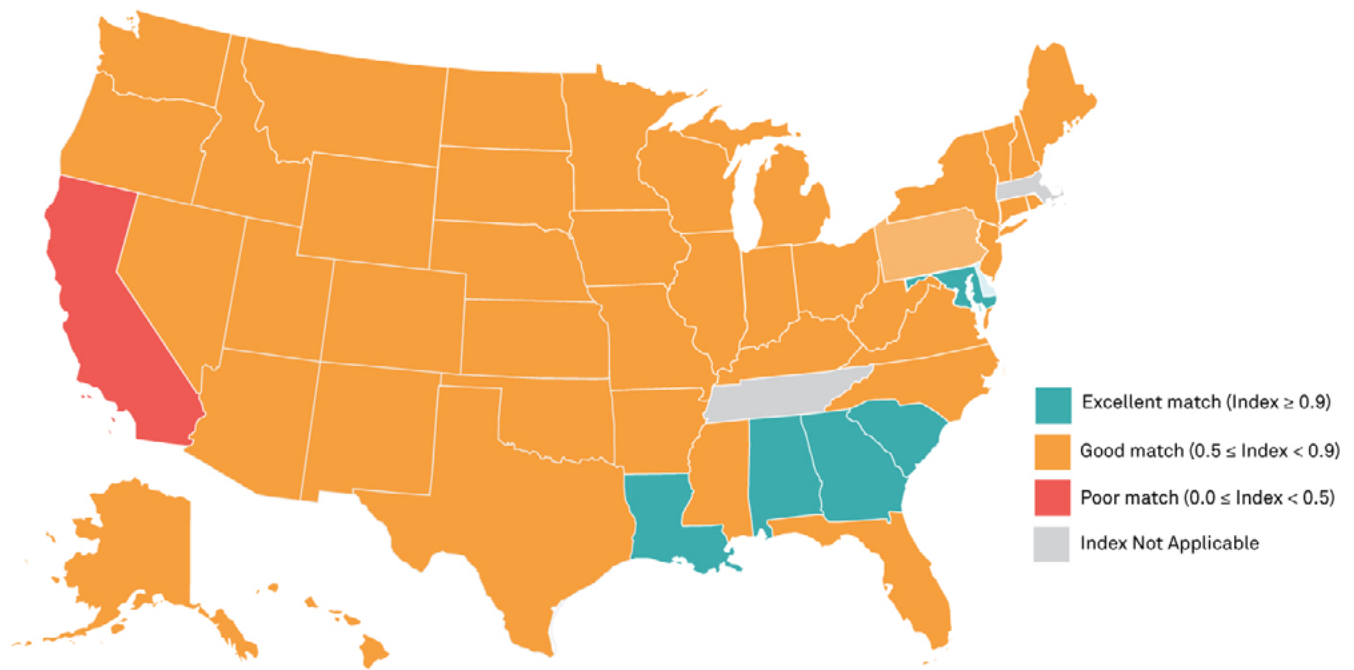 Excellent match (Index ≥ 0.9)
Good match (0.5 ≤ Index < 0.9)
Poor match (0.0 ≤ Index < 0.5)
Index Not Applicable